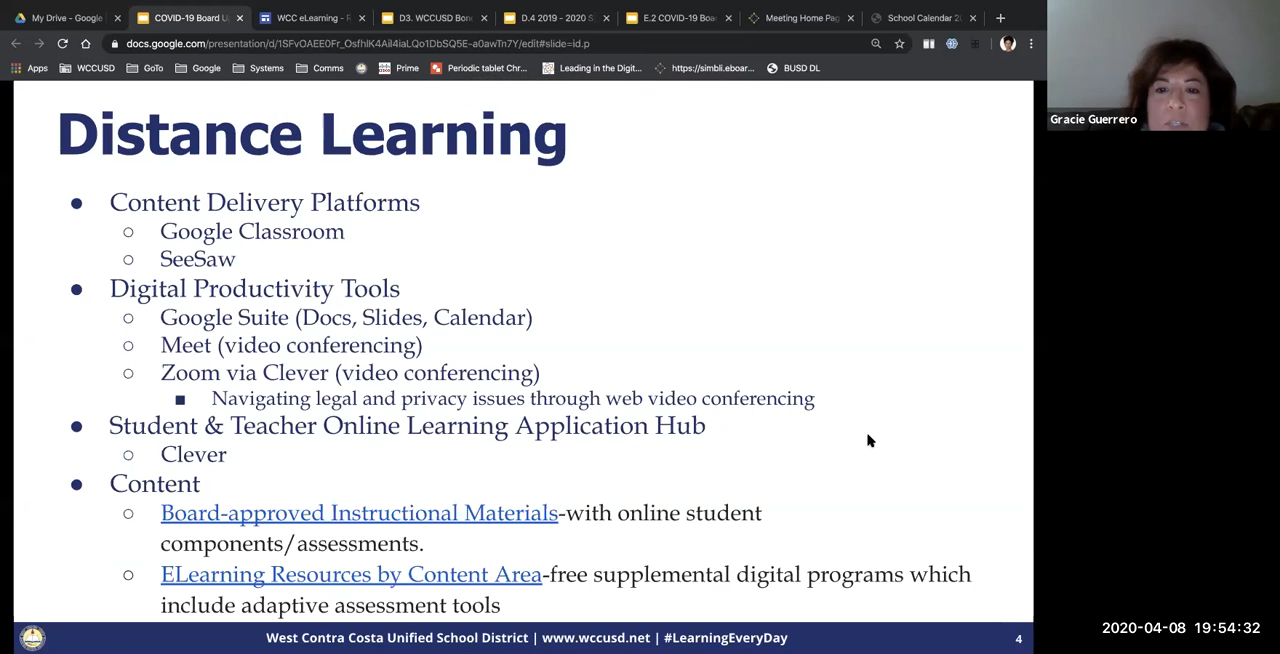 My Drive - Google
COVID-19 Board U
WCC eLearning - R
D3. WCCUSD Bon
D.4 2019 - 2020 S
E.2 COVID-19 Boa
Meeting Home Pag
School Calendar 2
docs.google.com/presentation/d/1SFvOAEE0Fr_OsfhlK4Ail4iaLQo1DbSQ5E-a0awTn7Y/edit#slide=id.p
Apps WCCUSD GoTo Google Systems Comms Prime Periodic tablet Chr... Leading in the Digit... https://simbli.eboar... BUSD DL
Gracie Guerrero
Distance Learning
● Content Delivery Platforms
○ Google Classroom
○ SeeSaw
● Digital Productivity Tools
○ Google Suite (Docs, Slides, Calendar)
○ Meet (video conferencing)
○ Zoom via Clever (video conferencing)
■ Navigating legal and privacy issues through web video conferencing
● Student & Teacher Online Learning Application Hub
○ Clever
● Content
○ Board-approved Instructional Materials-with online student
components/assessments.
○ ELearning Resources by Content Area-free supplemental digital programs which
include adaptive assessment tools
West Contra Costa Unified School District | www.wccusd.net | #LearningEveryDay
4
2020-04-08 19:54:32